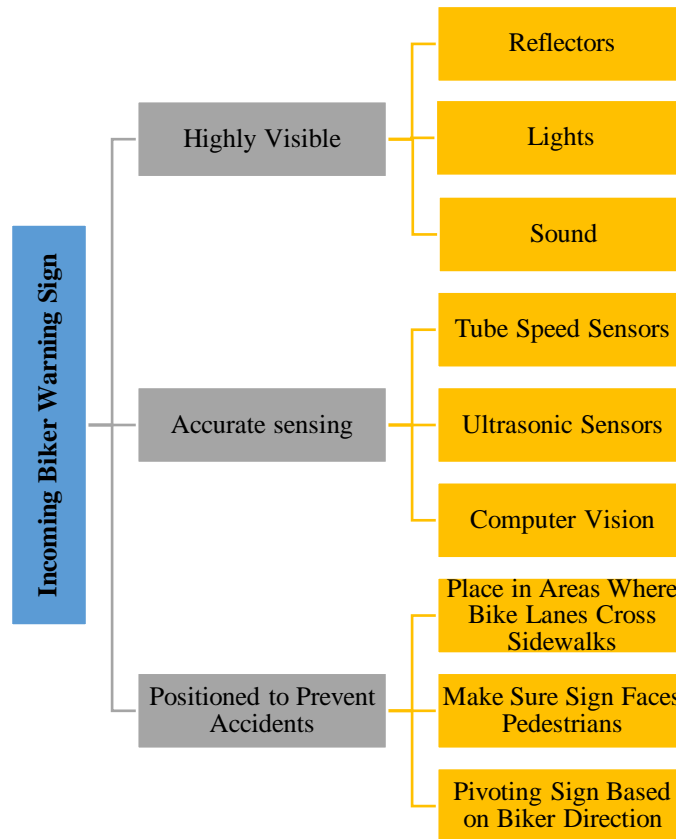 Incoming Biker Warning Sign
Highly Visible
Reflectors
Lights
Sound
Accurate sensing
Tube Speed Sensors
Ultrasonic Sensors
Computer Vision
Positioned to Prevent
Accidents
Place in Areas Where
Bike Lanes Cross
Sidewalks
Make Sure Sign Faces
Pedestrians
Pivoting Sign Based
on Biker Direction